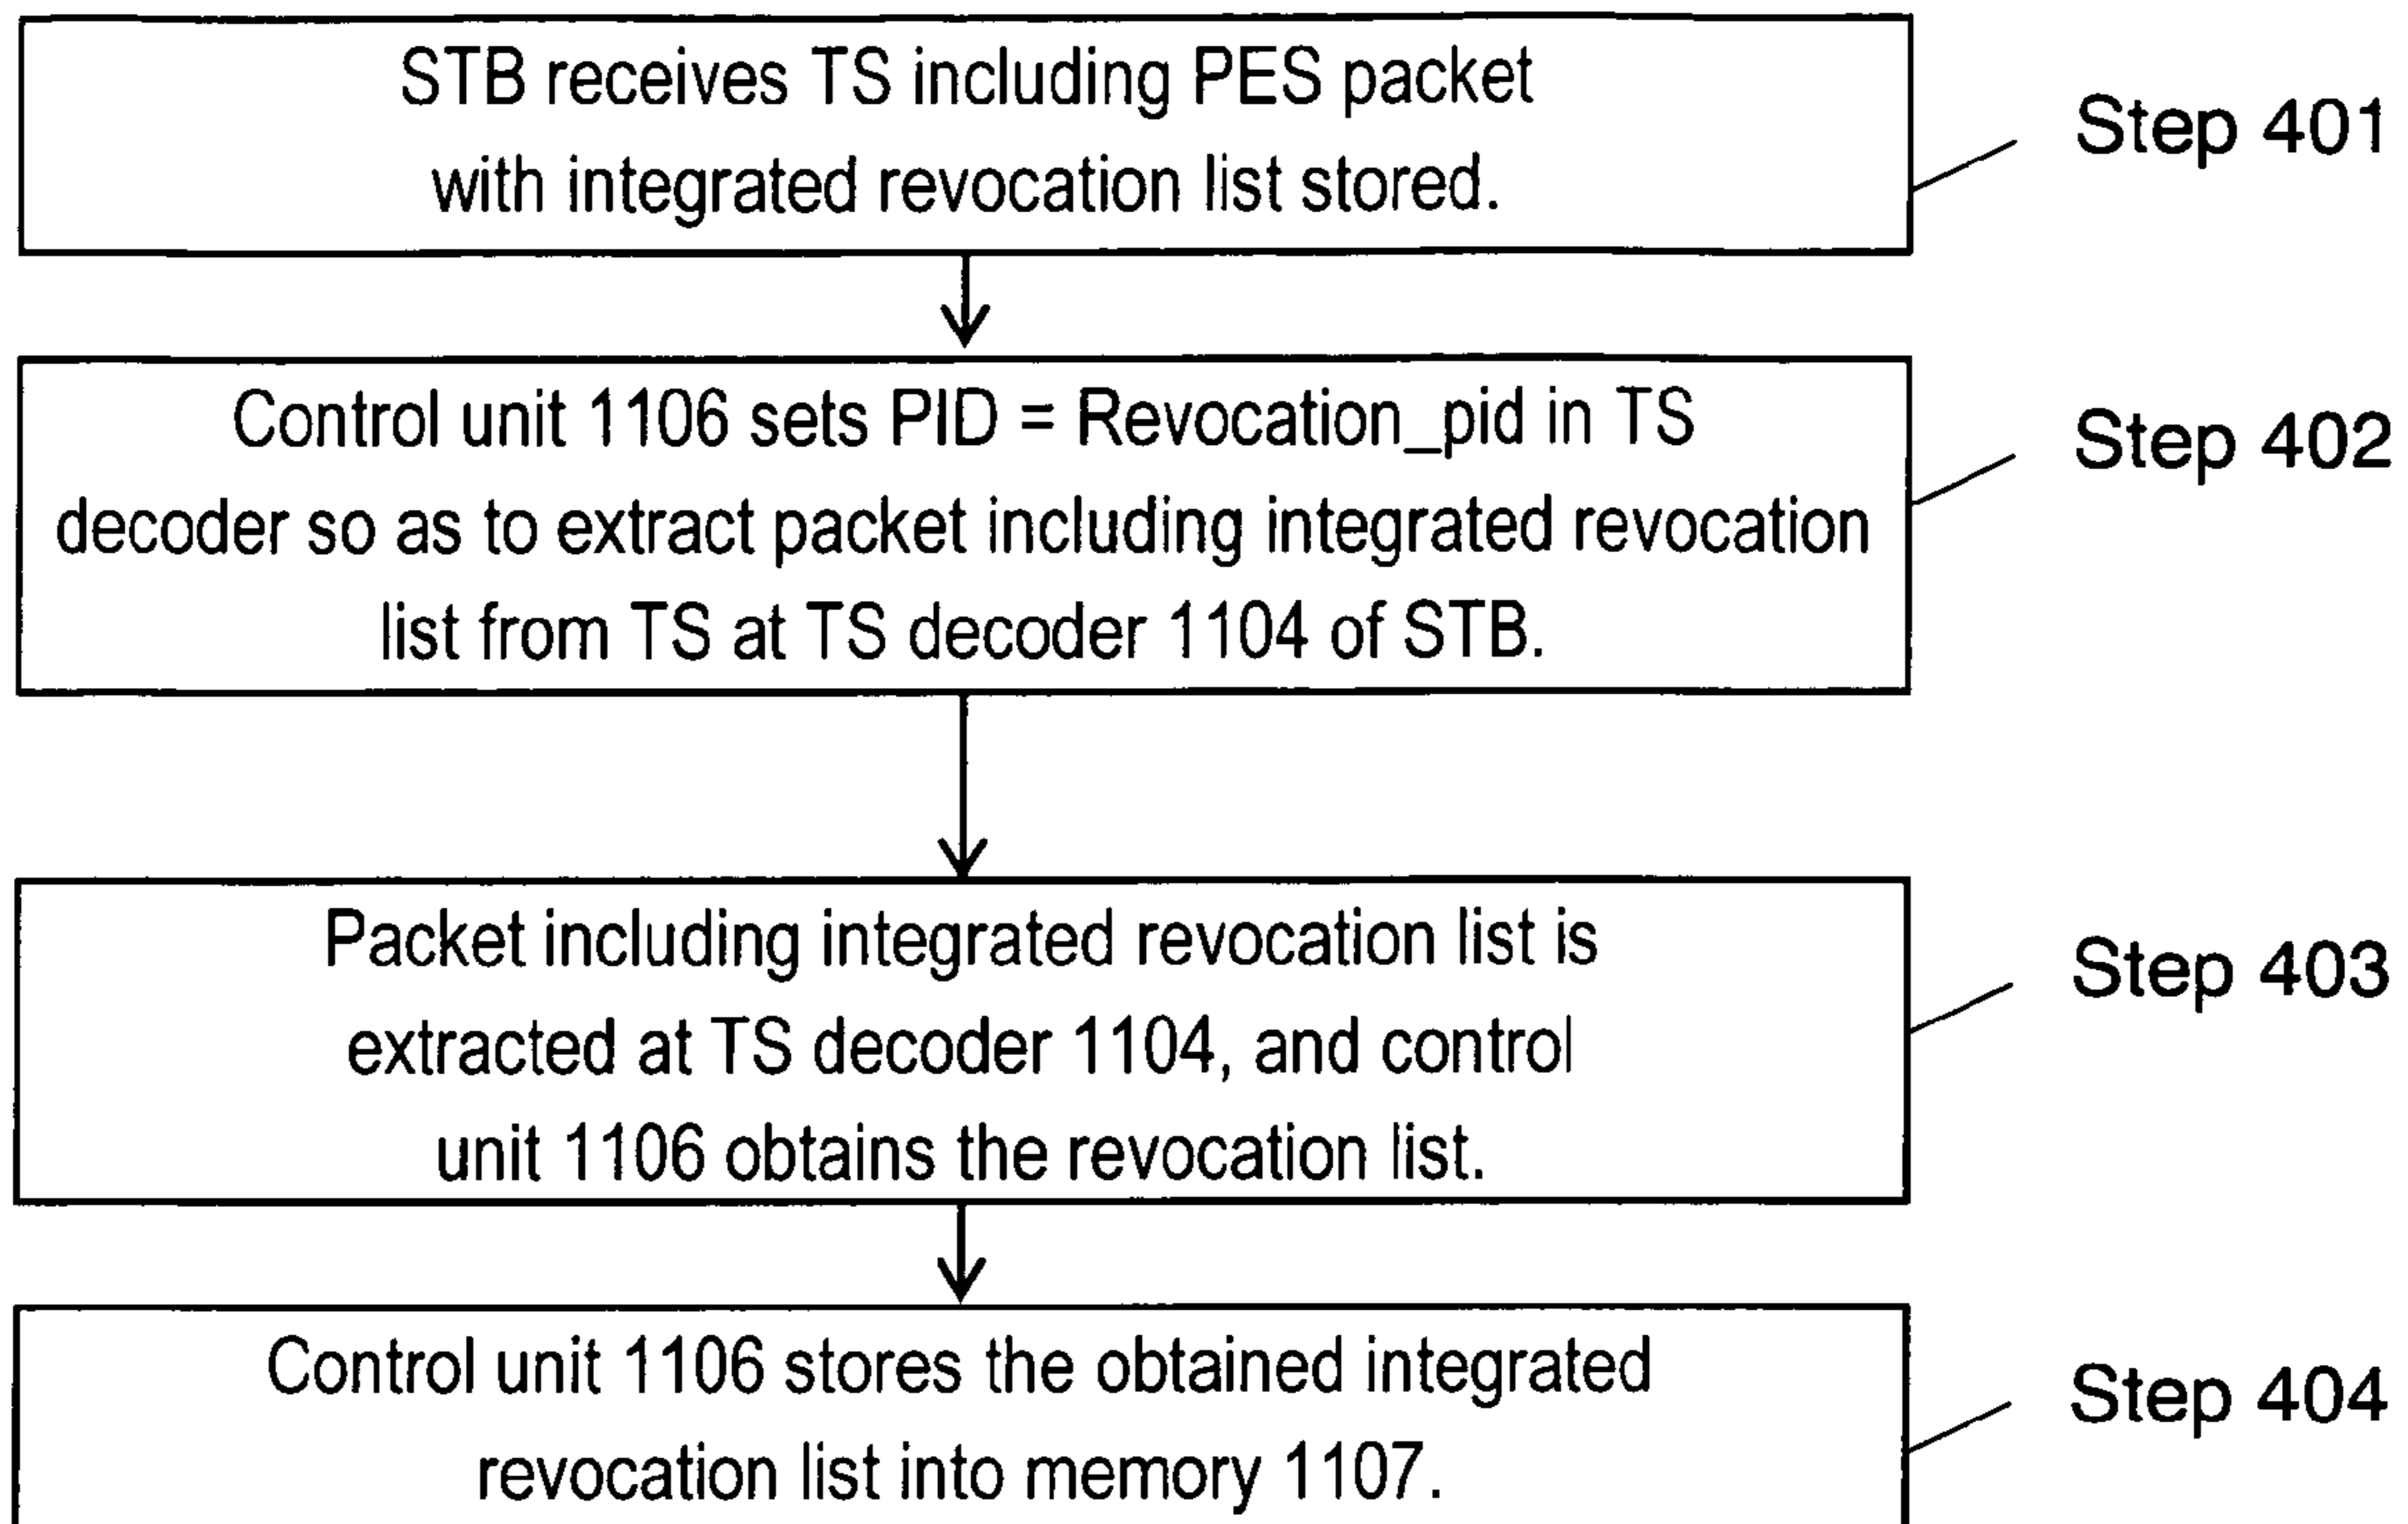 STB receives TS including PES packet
with integrated revocation list stored.
Step 401
Control unit 1106 sets PID = Revocation_pid in TS
decoder so as to extract packet including integrated revocation
list from TS at TS decoder 1104 of STB.
Step 402
Packet including integrated revocation list is
extracted at TS decoder 1104, and control
unit 1106 obtains the revocation list.
Step 403
Control unit 1106 stores the obtained integrated
revocation list into memory 1107.
Step 404